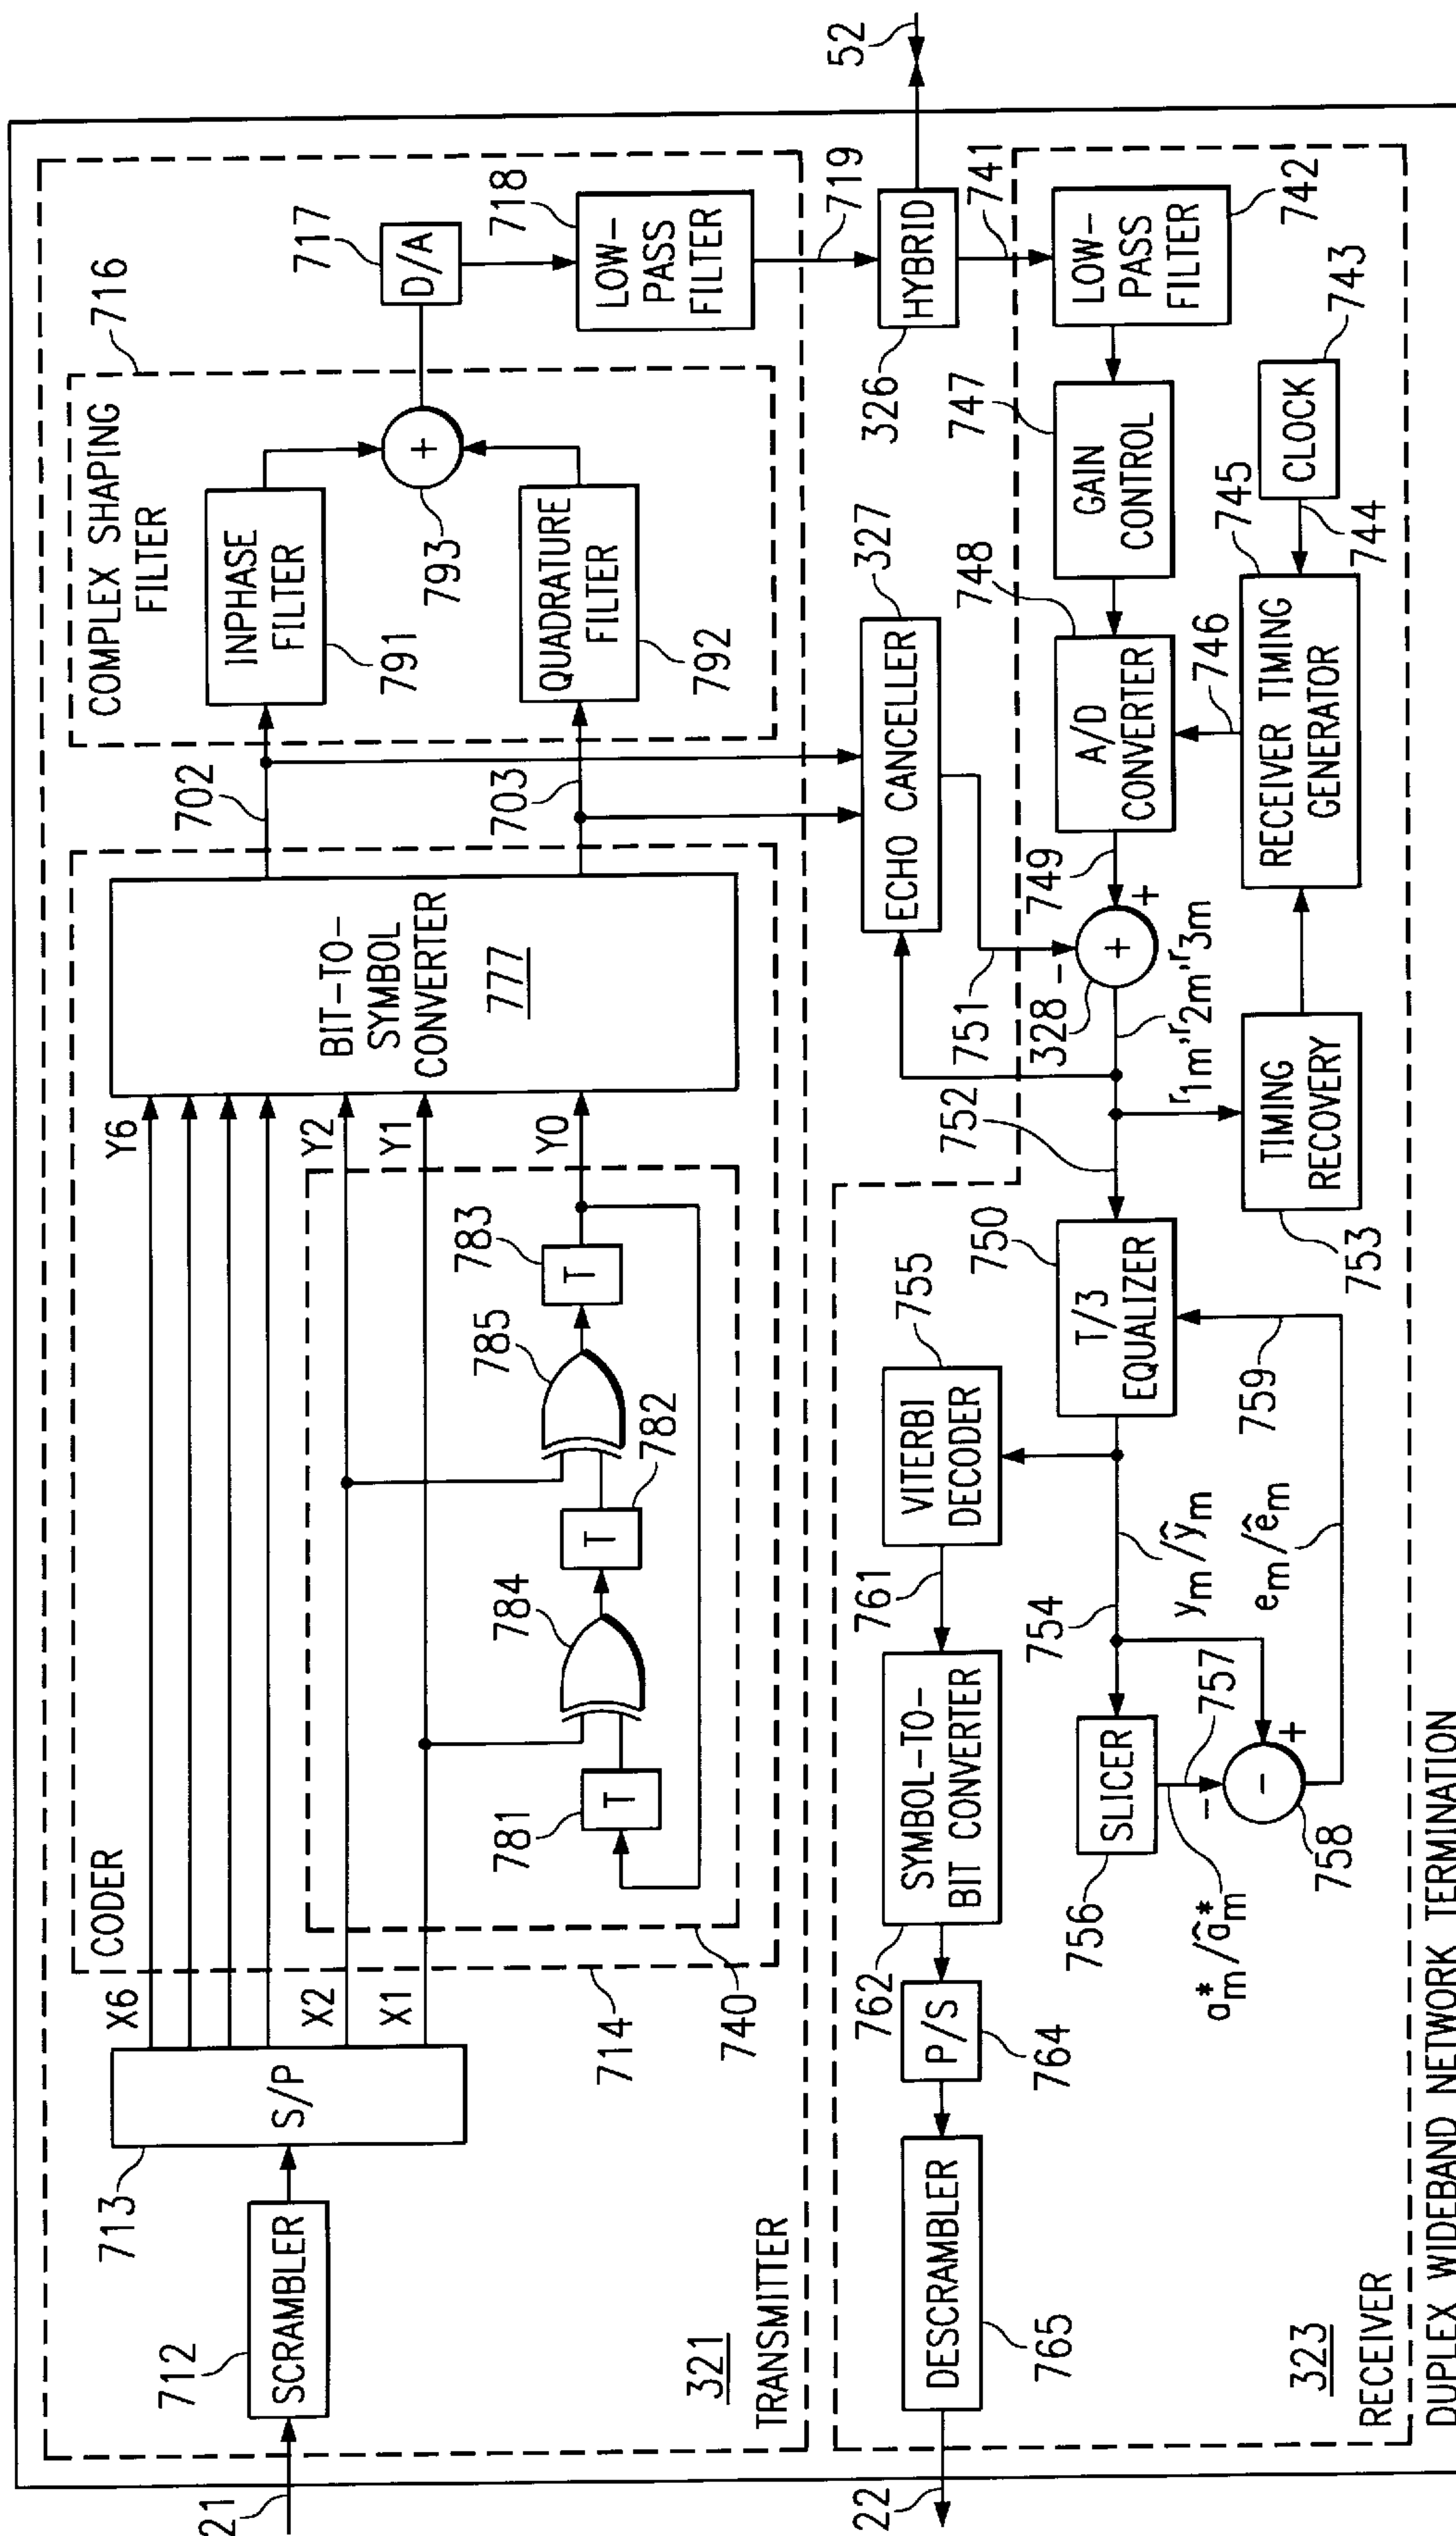 21
712
SCRAMBLER
713
S/P
X6
X2
X1
714
740
CODER
781
T
784
T
782
785
783
T
Y6
Y2
Y1
Y0
BIT-TO-
SYMBOL
CONVERTER
777
702
703
COMPLEX SHAPING
FILTER
716
INPHASE
FILTER
791
QUADRATURE
FILTER
792
+
793
717
D/A
718
LOW-
PASS
FILTER
719
321
TRANSMITTER
HYBRID
326
52
741
ECHO CANCELLER
327
LOW-
PASS
FILTER
742
747
GAIN
CONTROL
748
A/D
CONVERTER
749
746
745
RECEIVER TIMING
GENERATOR
744
CLOCK
743
751
328
-
+
+
r1m,r2m,r3m
752
TIMING
RECOVERY
753
750
T/3
EQUALIZER
759
755
VITERBI
DECODER
761
754
ym/ŷm
em/êm
SLICER
756
757
a*m/â*m
-
-
+
758
SYMBOL-TO-
BIT CONVERTER
762
P/S
764
DESCRAMBLER
765
22
323
RECEIVER
DUPLEX WIDEBAND NETWORK TERMINATION